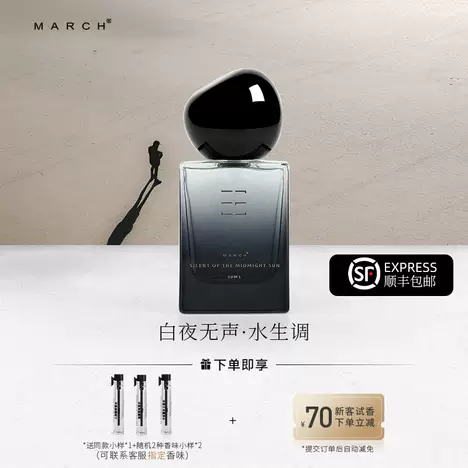 MARCH®
MARCH®
SILENT OF THE MIDNIGHT SUN
50ML
SF EXPRESS
顺丰包邮
白夜无声·水生调
下单即享
*送同款小样*1+随机2种香味小样*2
(可联系客服指定香味)
+
¥70 新客试香
下单立减
*提交订单后自动减免